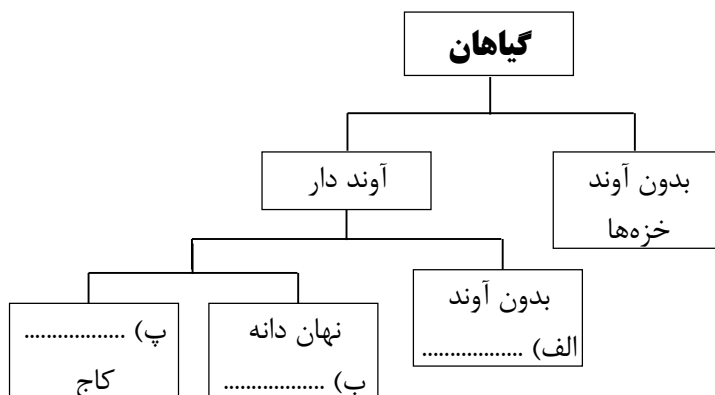 گیاهان
بدون آوند
خزه‌ها
آوند دار
بدون آوند
الف) ..................
نهان دانه
ب) ..................
پ) ..................
کاج